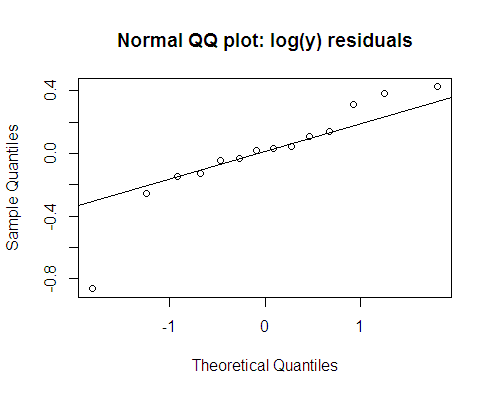 Normal QQ plot: log(y) residuals
Sample Quantiles
0.4
0.0
-0.4
-0.8
-1 0 1
Theoretical Quantiles